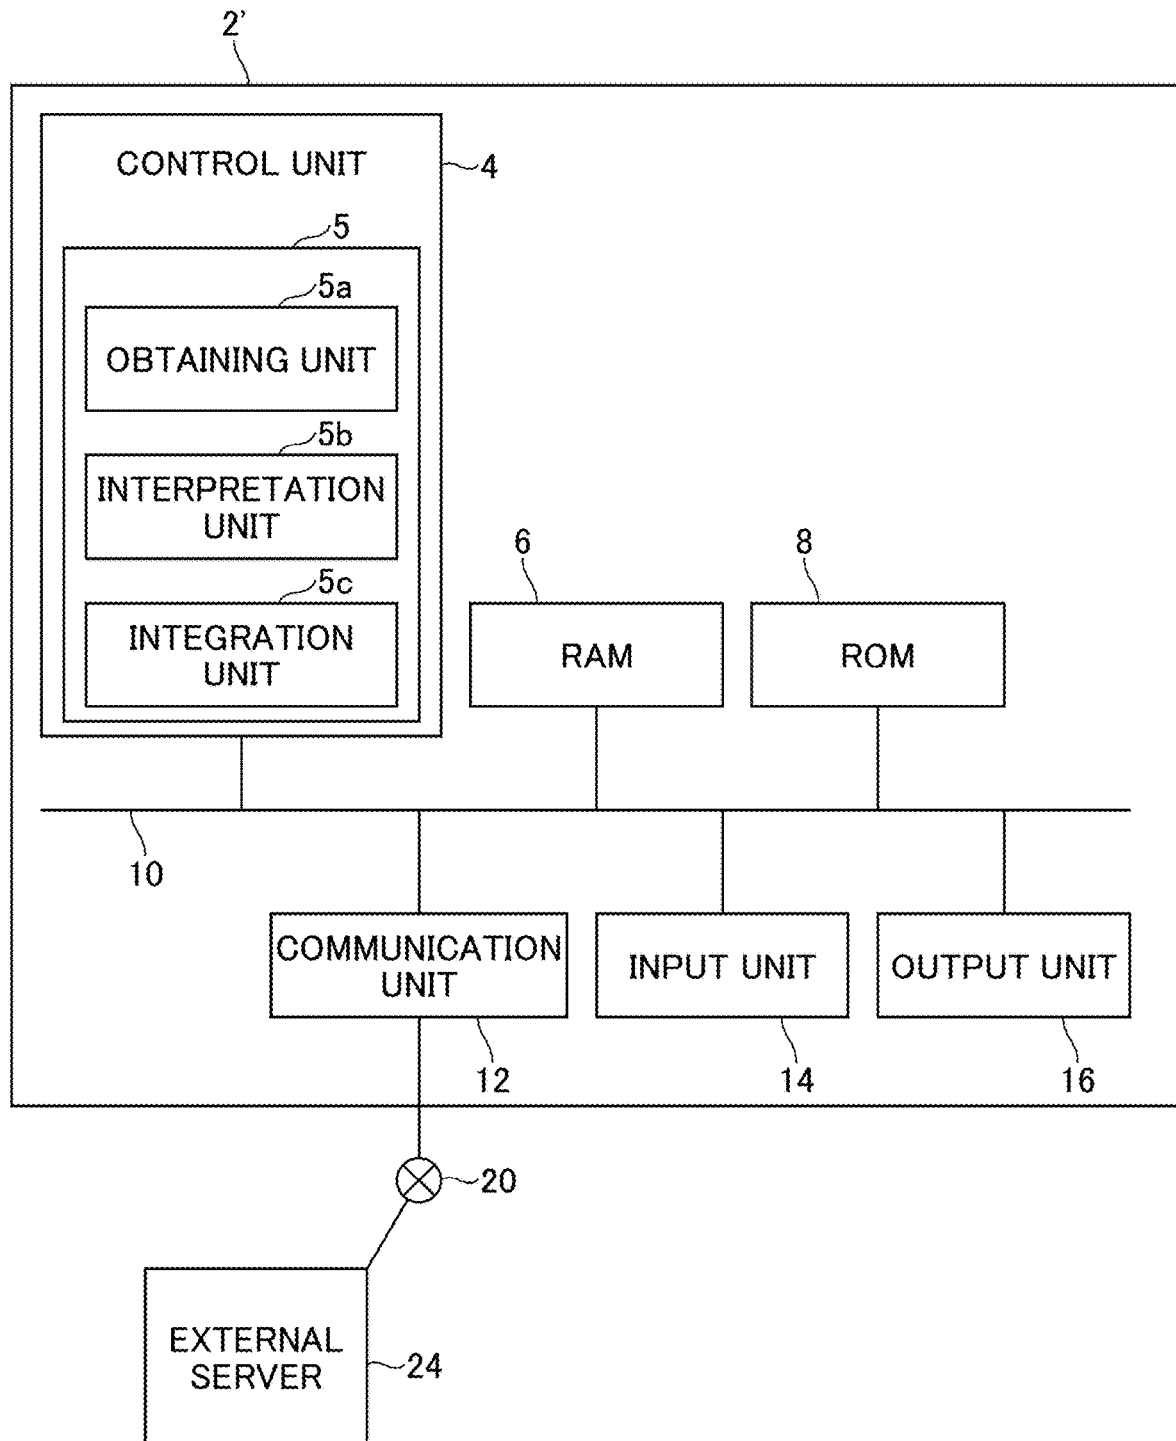 2'
CONTROL UNIT
4
5
5a
OBTAINING UNIT
5b
INTERPRETATION
UNIT
5c
INTEGRATION
UNIT
6
RAM
8
ROM
10
COMMUNICATION
UNIT
12
INPUT UNIT
14
OUTPUT UNIT
16
20
EXTERNAL
SERVER
24